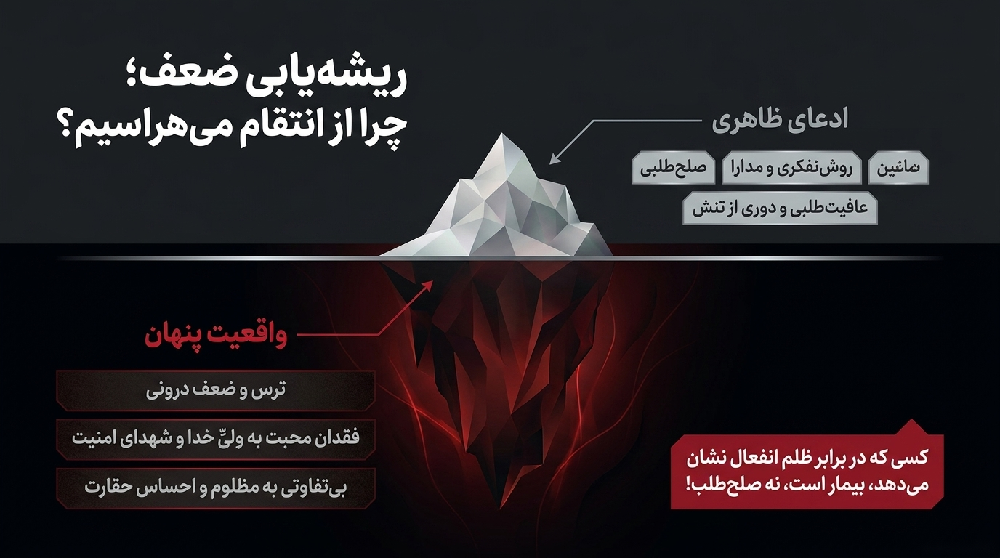 ریشه‌یابی ضعف؛
چرا از انتقام می‌هراسیم؟
ادعای ظاهری
روش‌نفکری و مدارا
صلح‌طلبی
عافیت‌طلبی و دوری از تنش
واقعیت پنهان
ترس و ضعف درونی
فقدان محبت به ولیِّ خدا و شهدای امنیت
بی‌تفاوتی به مظلوم و احساس حقارت
کسی که در برابر ظلم انفعال نشان
می‌دهد، بیمار است، نه صلح‌طلب!